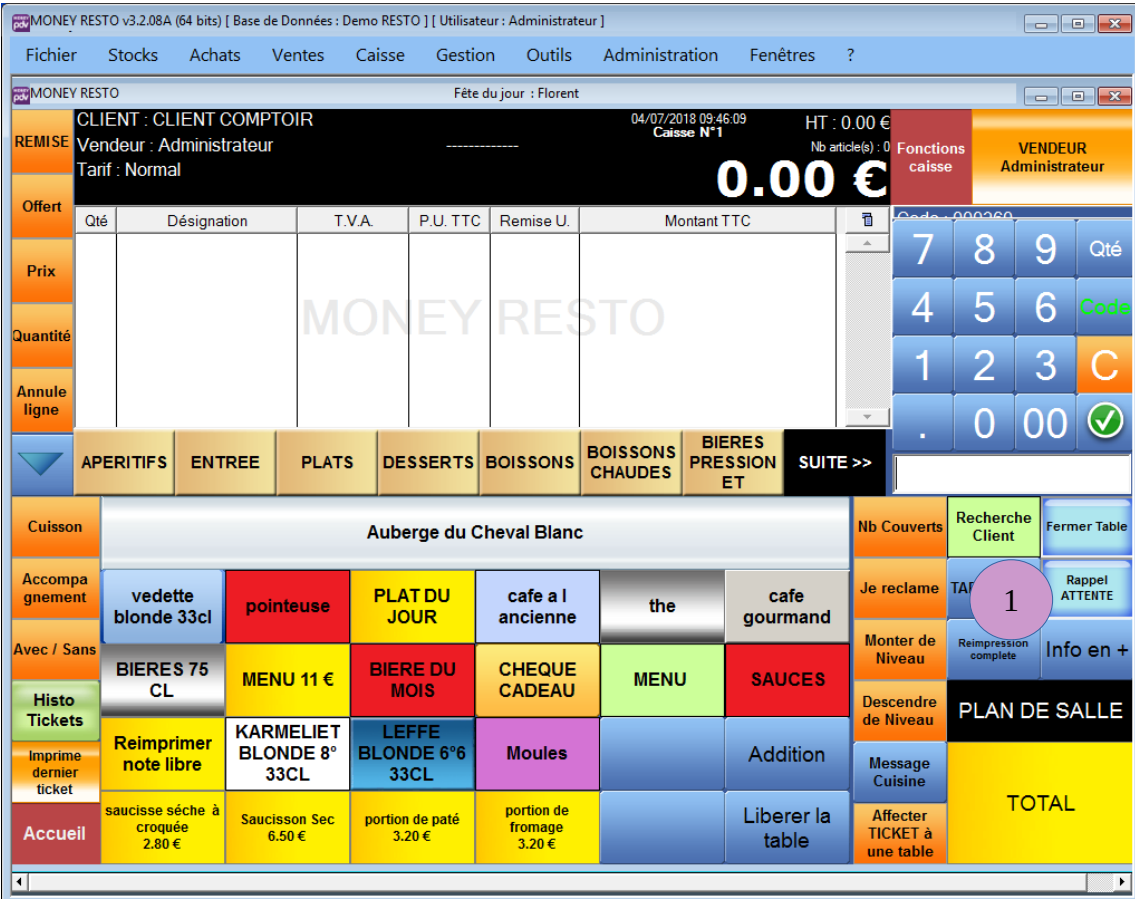 MONEY RESTO v3.2.08A (64 bits) [ Base de Données : Demo RESTO ] [ Utilisateur : Administrateur ]
Fichier Stocks Achats Ventes Caisse Gestion Outils Administration Fenêtres ?
MONEY RESTO Fête du jour : Florent
REMISE
CLIENT : CLIENT COMPTOIR
Vendeur : Administrateur
Tarif : Normal
-------------
04/07/2018 09:46:09
Caisse N°1
HT : 0.00 €
Nb article(s) : 0
0.00 €
Fonctions
caisse
VENDEUR
Administrateur
Offert
Prix
Quantité
Annule
ligne
Qté Désignation T.V.A. P.U. TTC Remise U. Montant TTC
MONEY RESTO
Code : 000260
7 8 9 Qté
4 5 6 Code
1 2 3 C
. 0 00
APERITIFS
ENTREE
PLATS
DESSERTS
BOISSONS
BOISSONS
CHAUDES
BIERES
PRESSION
ET
SUITE >>
Cuisson
Accompa
gnement
Avec / Sans
Histo
Tickets
Imprime
dernier
ticket
Accueil
Auberge du Cheval Blanc
vedette
blonde 33cl
pointeuse
PLAT DU
JOUR
cafe a l
ancienne
the
cafe
gourmand
BIERES 75
CL
MENU 11 €
BIERE DU
MOIS
CHEQUE
CADEAU
MENU
SAUCES
Reimprimer
note libre
KARMELIET
BLONDE 8°
33CL
LEFFE
BLONDE 6°6
33CL
Moules
Addition
saucisse séche à
croquée
2.80 €
Saucisson Sec
6.50 €
portion de paté
3.20 €
portion de
fromage
3.20 €
Liberer la
table
Nb Couverts
Recherche
Client
Fermer Table
Je reclame
1
Rappel
ATTENTE
Monter de
Niveau
Reimpression
complete
Info en +
Descendre
de Niveau
PLAN DE SALLE
Message
Cuisine
Affecter
TICKET à
une table
TOTAL